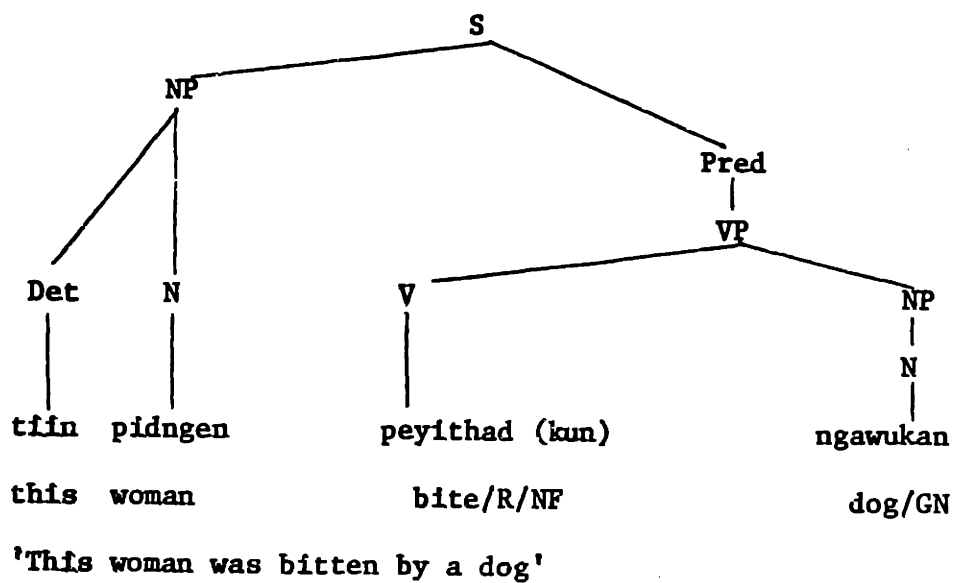 S
NP
Pred
VP
Det N V NP
N
tiin pidngen peyithad (kun) ngawukan
this woman bite/R/NF dog/GN
'This woman was bitten by a dog'